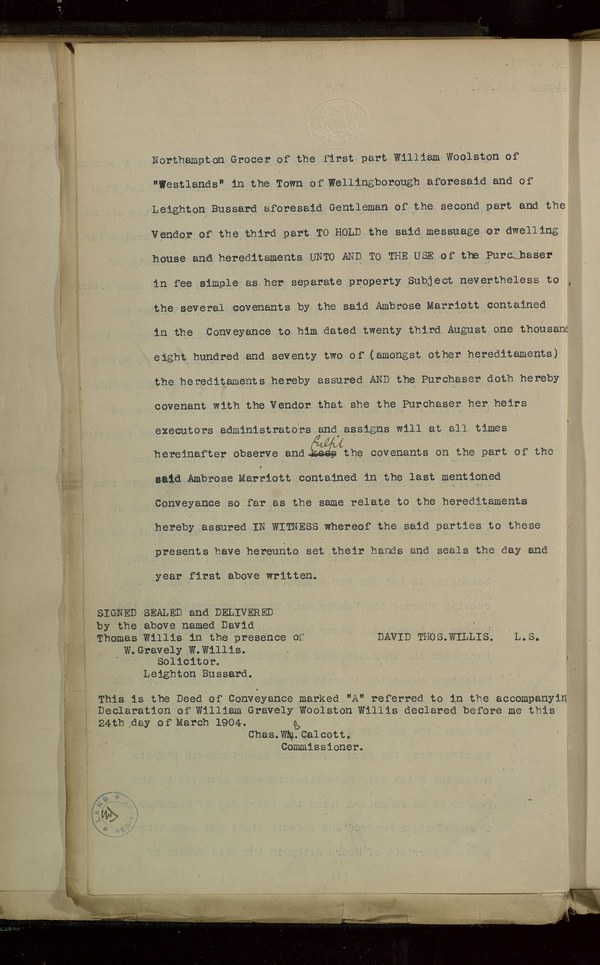 Northampton Grocer of the first part William Woolston of
"Westlands" in the Town of Wellingborough aforesaid and of
Leighton Bussard aforesaid Gentleman of the second part and the
Vendor of the third part TO HOLD the said messuage or dwelling
house and hereditaments UNTO AND TO THE USE of the Purchaser
in fee simple as her separate property Subject nevertheless to
the several covenants by the said Ambrose Marriott contained
in the Conveyance to him dated twenty third August one thousand
eight hundred and seventy two of (amongst other hereditaments)
the hereditaments hereby assured AND the Purchaser doth hereby
covenant with the Vendor that she the Purchaser her heirs
executors administrators and assigns will at all times
fulfil
hereinafter observe and keep the covenants on the part of the
said Ambrose Marriott contained in the last mentioned
Conveyance so far as the same relate to the hereditaments
hereby assured IN WITNESS whereof the said parties to these
presents have hereunto set their hands and seals the day and
year first above written.
SIGNED SEALED and DELIVERED
by the above named David
Thomas Willis in the presence of DAVID THOS.WILLIS. L.S.
W.Gravely W.Willis.
Solicitor.
Leighton Bussard.
This is the Deed of Conveyance marked "A" referred to in the accompanyin
Declaration of William Gravely Woolston Willis declared before me this
24th day of March 1904.
Chas. B. Calcott.
Commissioner.
LAND REGISTRY